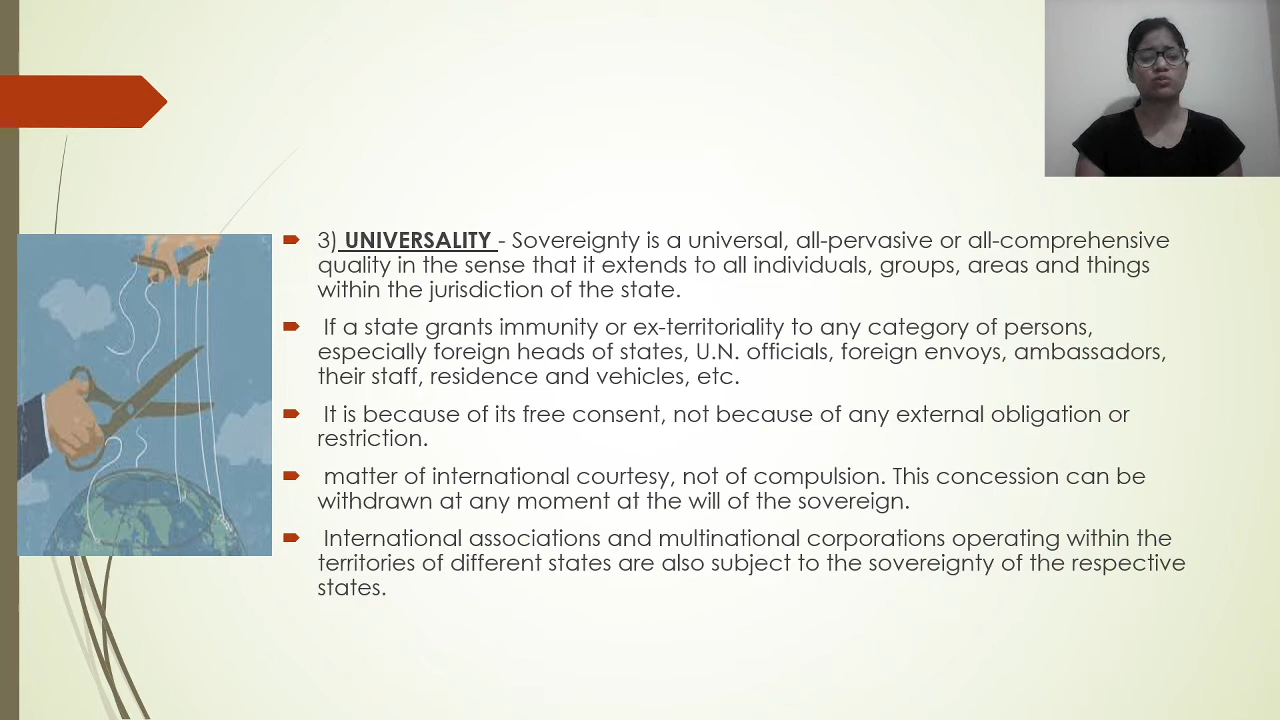 3) UNIVERSALITY - Sovereignty is a universal, all-pervasive or all-comprehensive
quality in the sense that it extends to all individuals, groups, areas and things
within the jurisdiction of the state.
If a state grants immunity or ex-territoriality to any category of persons,
especially foreign heads of states, U.N. officials, foreign envoys, ambassadors,
their staff, residence and vehicles, etc.
It is because of its free consent, not because of any external obligation or
restriction.
matter of international courtesy, not of compulsion. This concession can be
withdrawn at any moment at the will of the sovereign.
International associations and multinational corporations operating within the
territories of different states are also subject to the sovereignty of the respective
states.